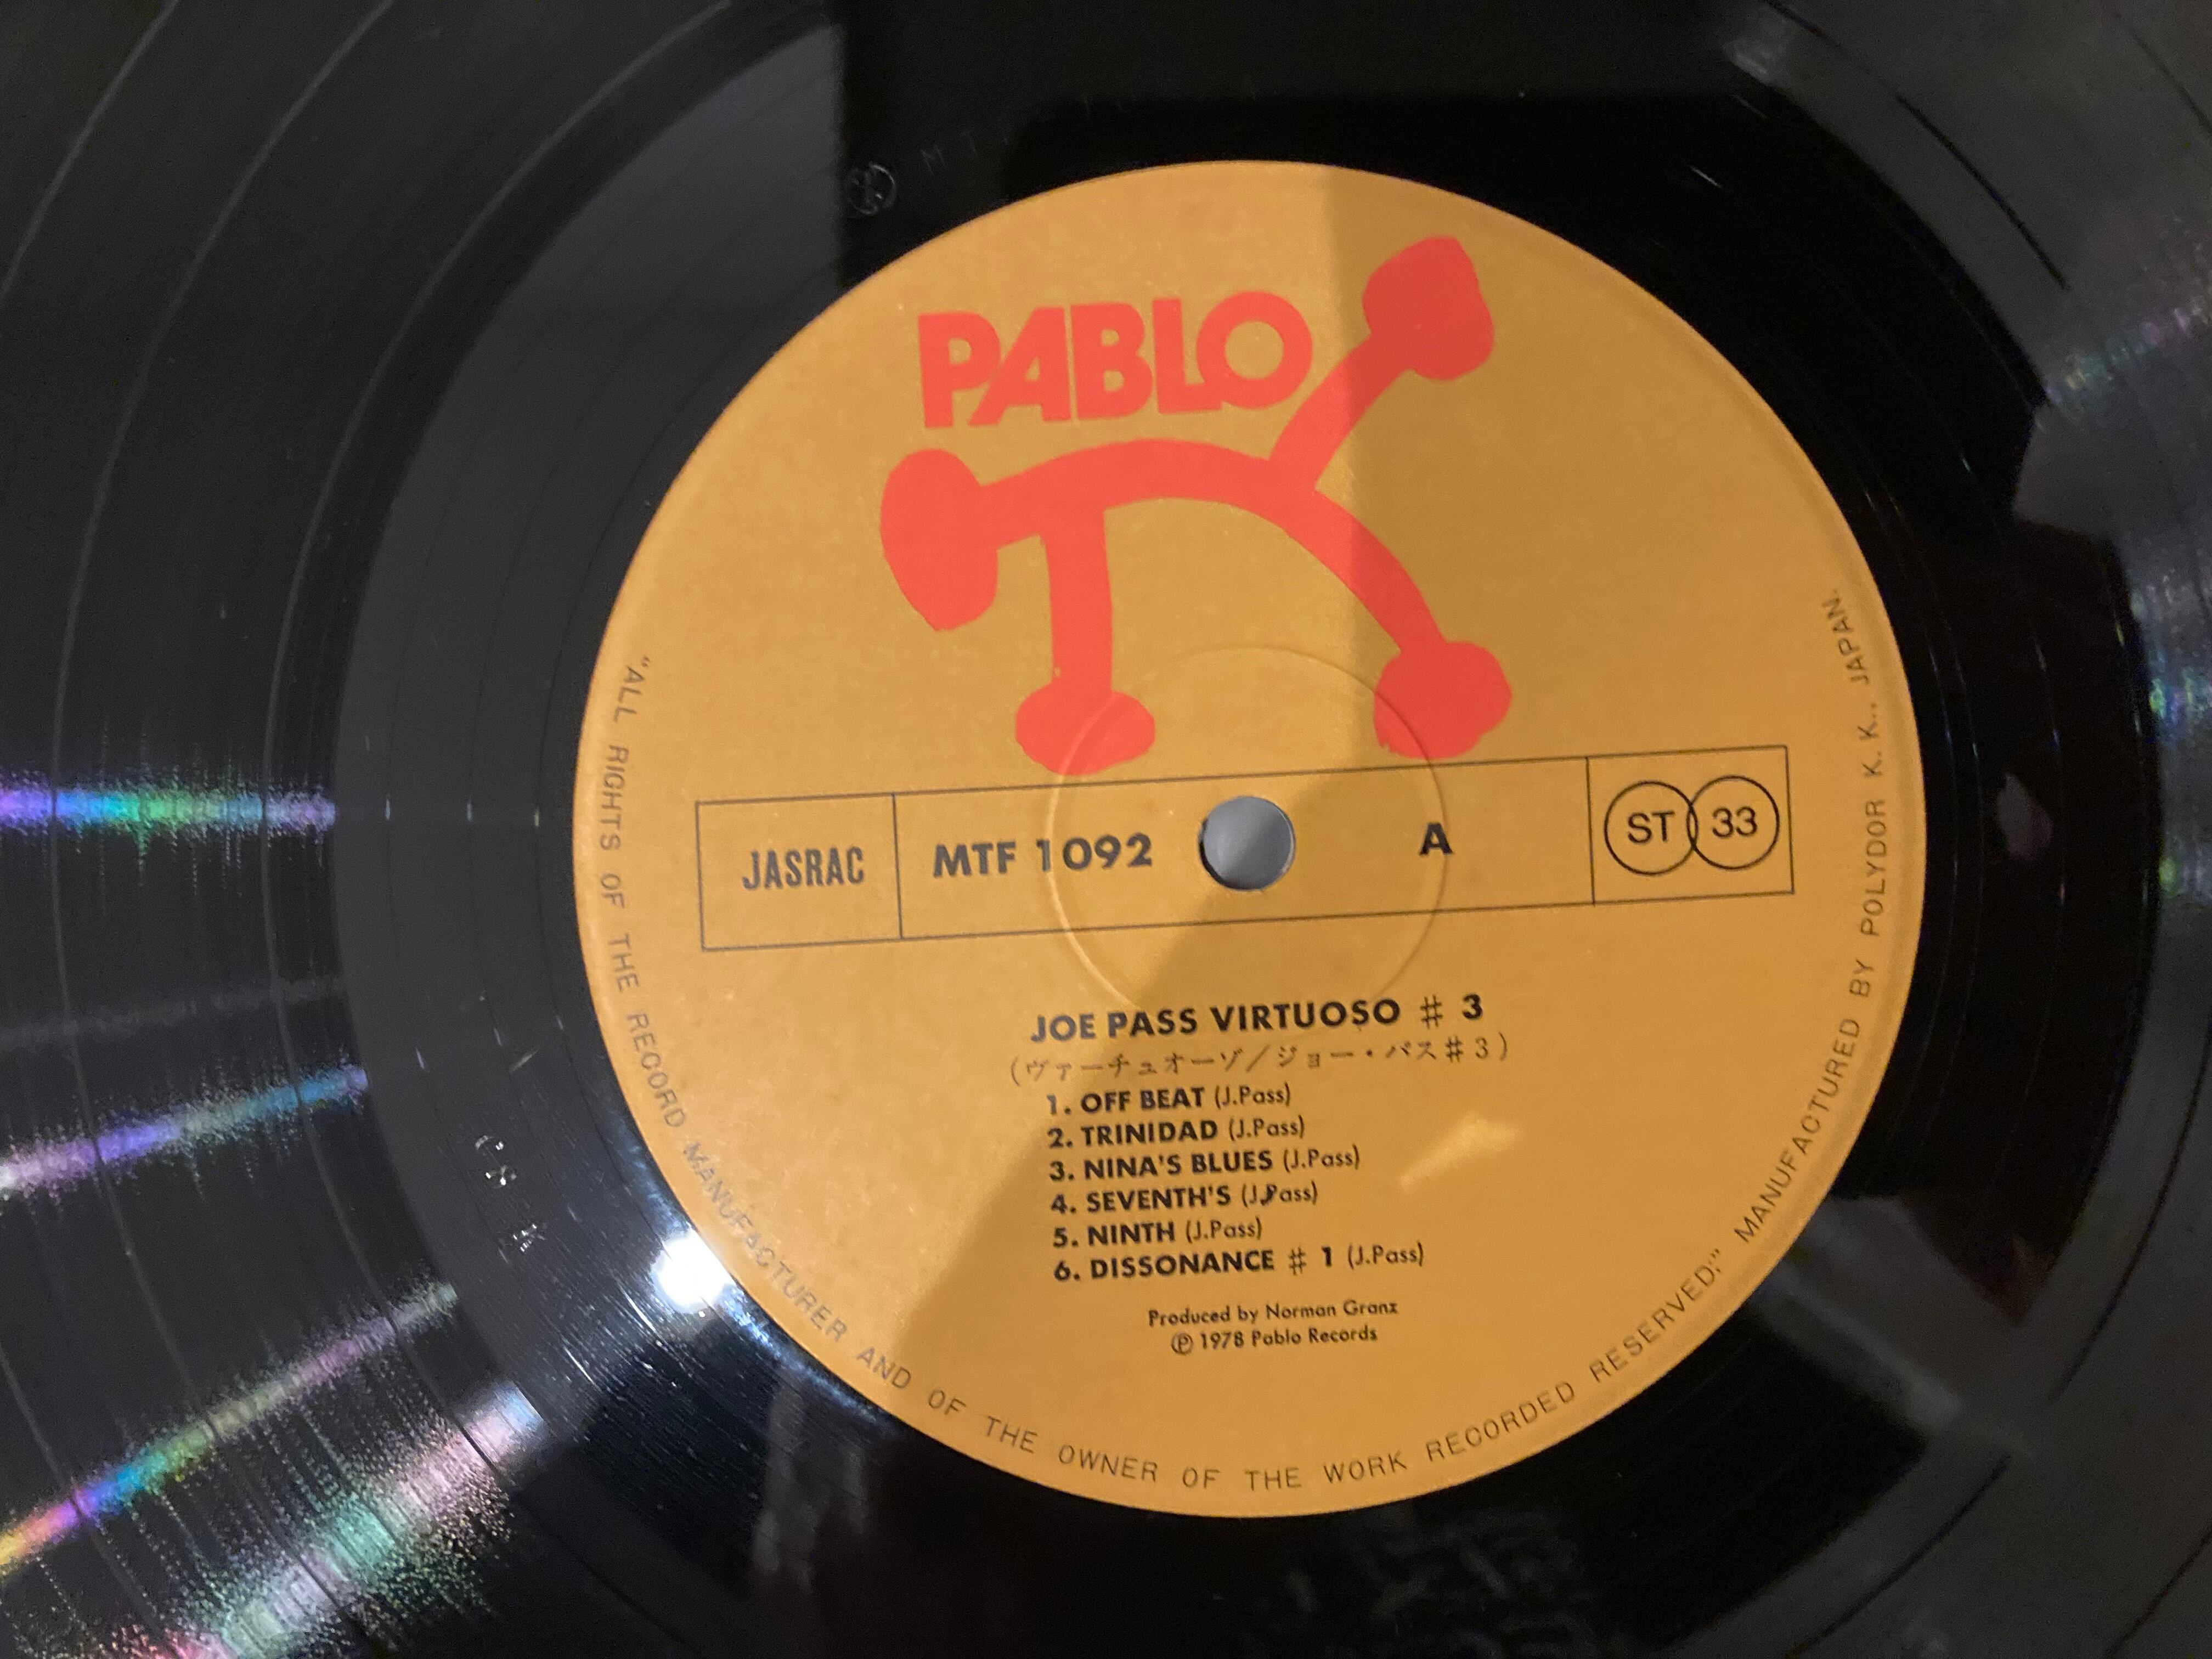 PABLO
JASRAC
MTF 1092
A
ST 33
JOE PASS VIRTUOSO # 3
(ヴァーチュオーゾ/ジョー・パス#3)
1. OFF BEAT (J.Pass)
2. TRINIDAD (J.Pass)
3. NINA'S BLUES (J.Pass)
4. SEVENTH'S (J.Pass)
5. NINTH (J.Pass)
6. DISSONANCE # 1 (J.Pass)
Produced by Norman Granz
Ⓟ 1978 Pablo Records
"ALL RIGHTS OF THE RECORD MANUFACTURER AND OF THE OWNER OF THE WORK RECORDED RESERVED;" MANUFACTURED BY POLYDOR K. K., JAPAN.